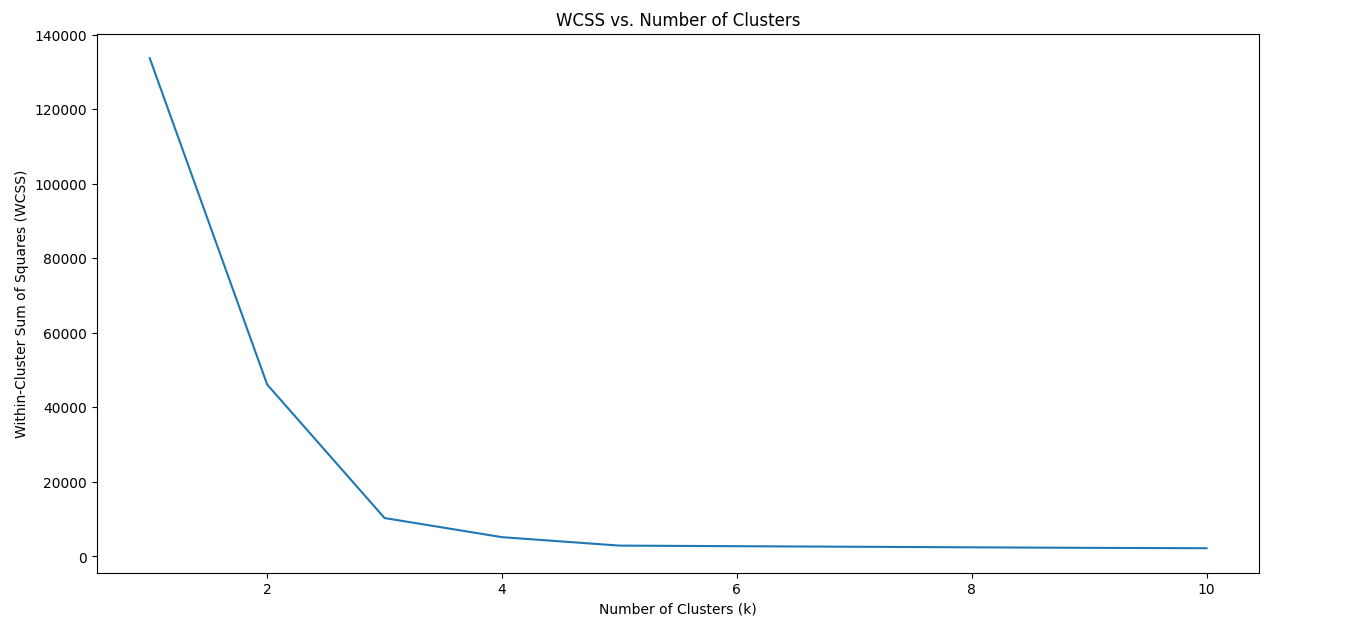 WCSS vs. Number of Clusters
140000
120000
100000
80000
60000
40000
20000
0
Within-Cluster Sum of Squares (WCSS)
2 4 6 8 10
Number of Clusters (k)